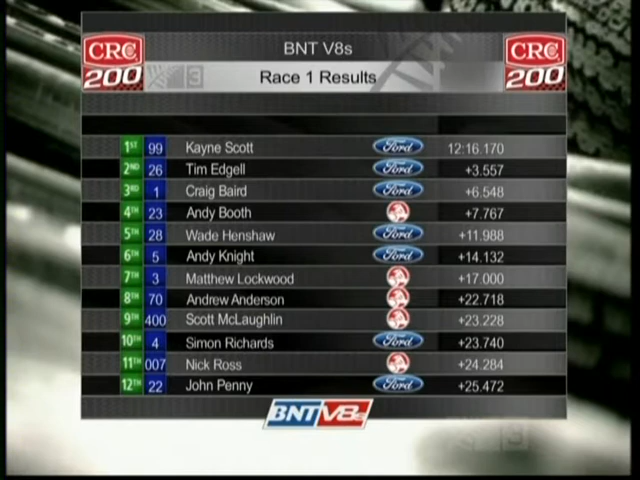 CRC BNT V8s CRC
200 Race 1 Results 200
1ST 99 Kayne Scott Ford 12:16.170
2ND 26 Tim Edgell Ford +3.557
3RD 1 Craig Baird Ford +6.548
4TH 23 Andy Booth +7.767
5TH 28 Wade Henshaw Ford +11.988
6TH 5 Andy Knight Ford +14.132
7TH 3 Matthew Lockwood +17.000
8TH 70 Andrew Anderson +22.718
9TH 400 Scott McLaughlin +23.228
10TH 4 Simon Richards Ford +23.740
11TH 007 Nick Ross +24.284
12TH 22 John Penny Ford +25.472
BNT V8s